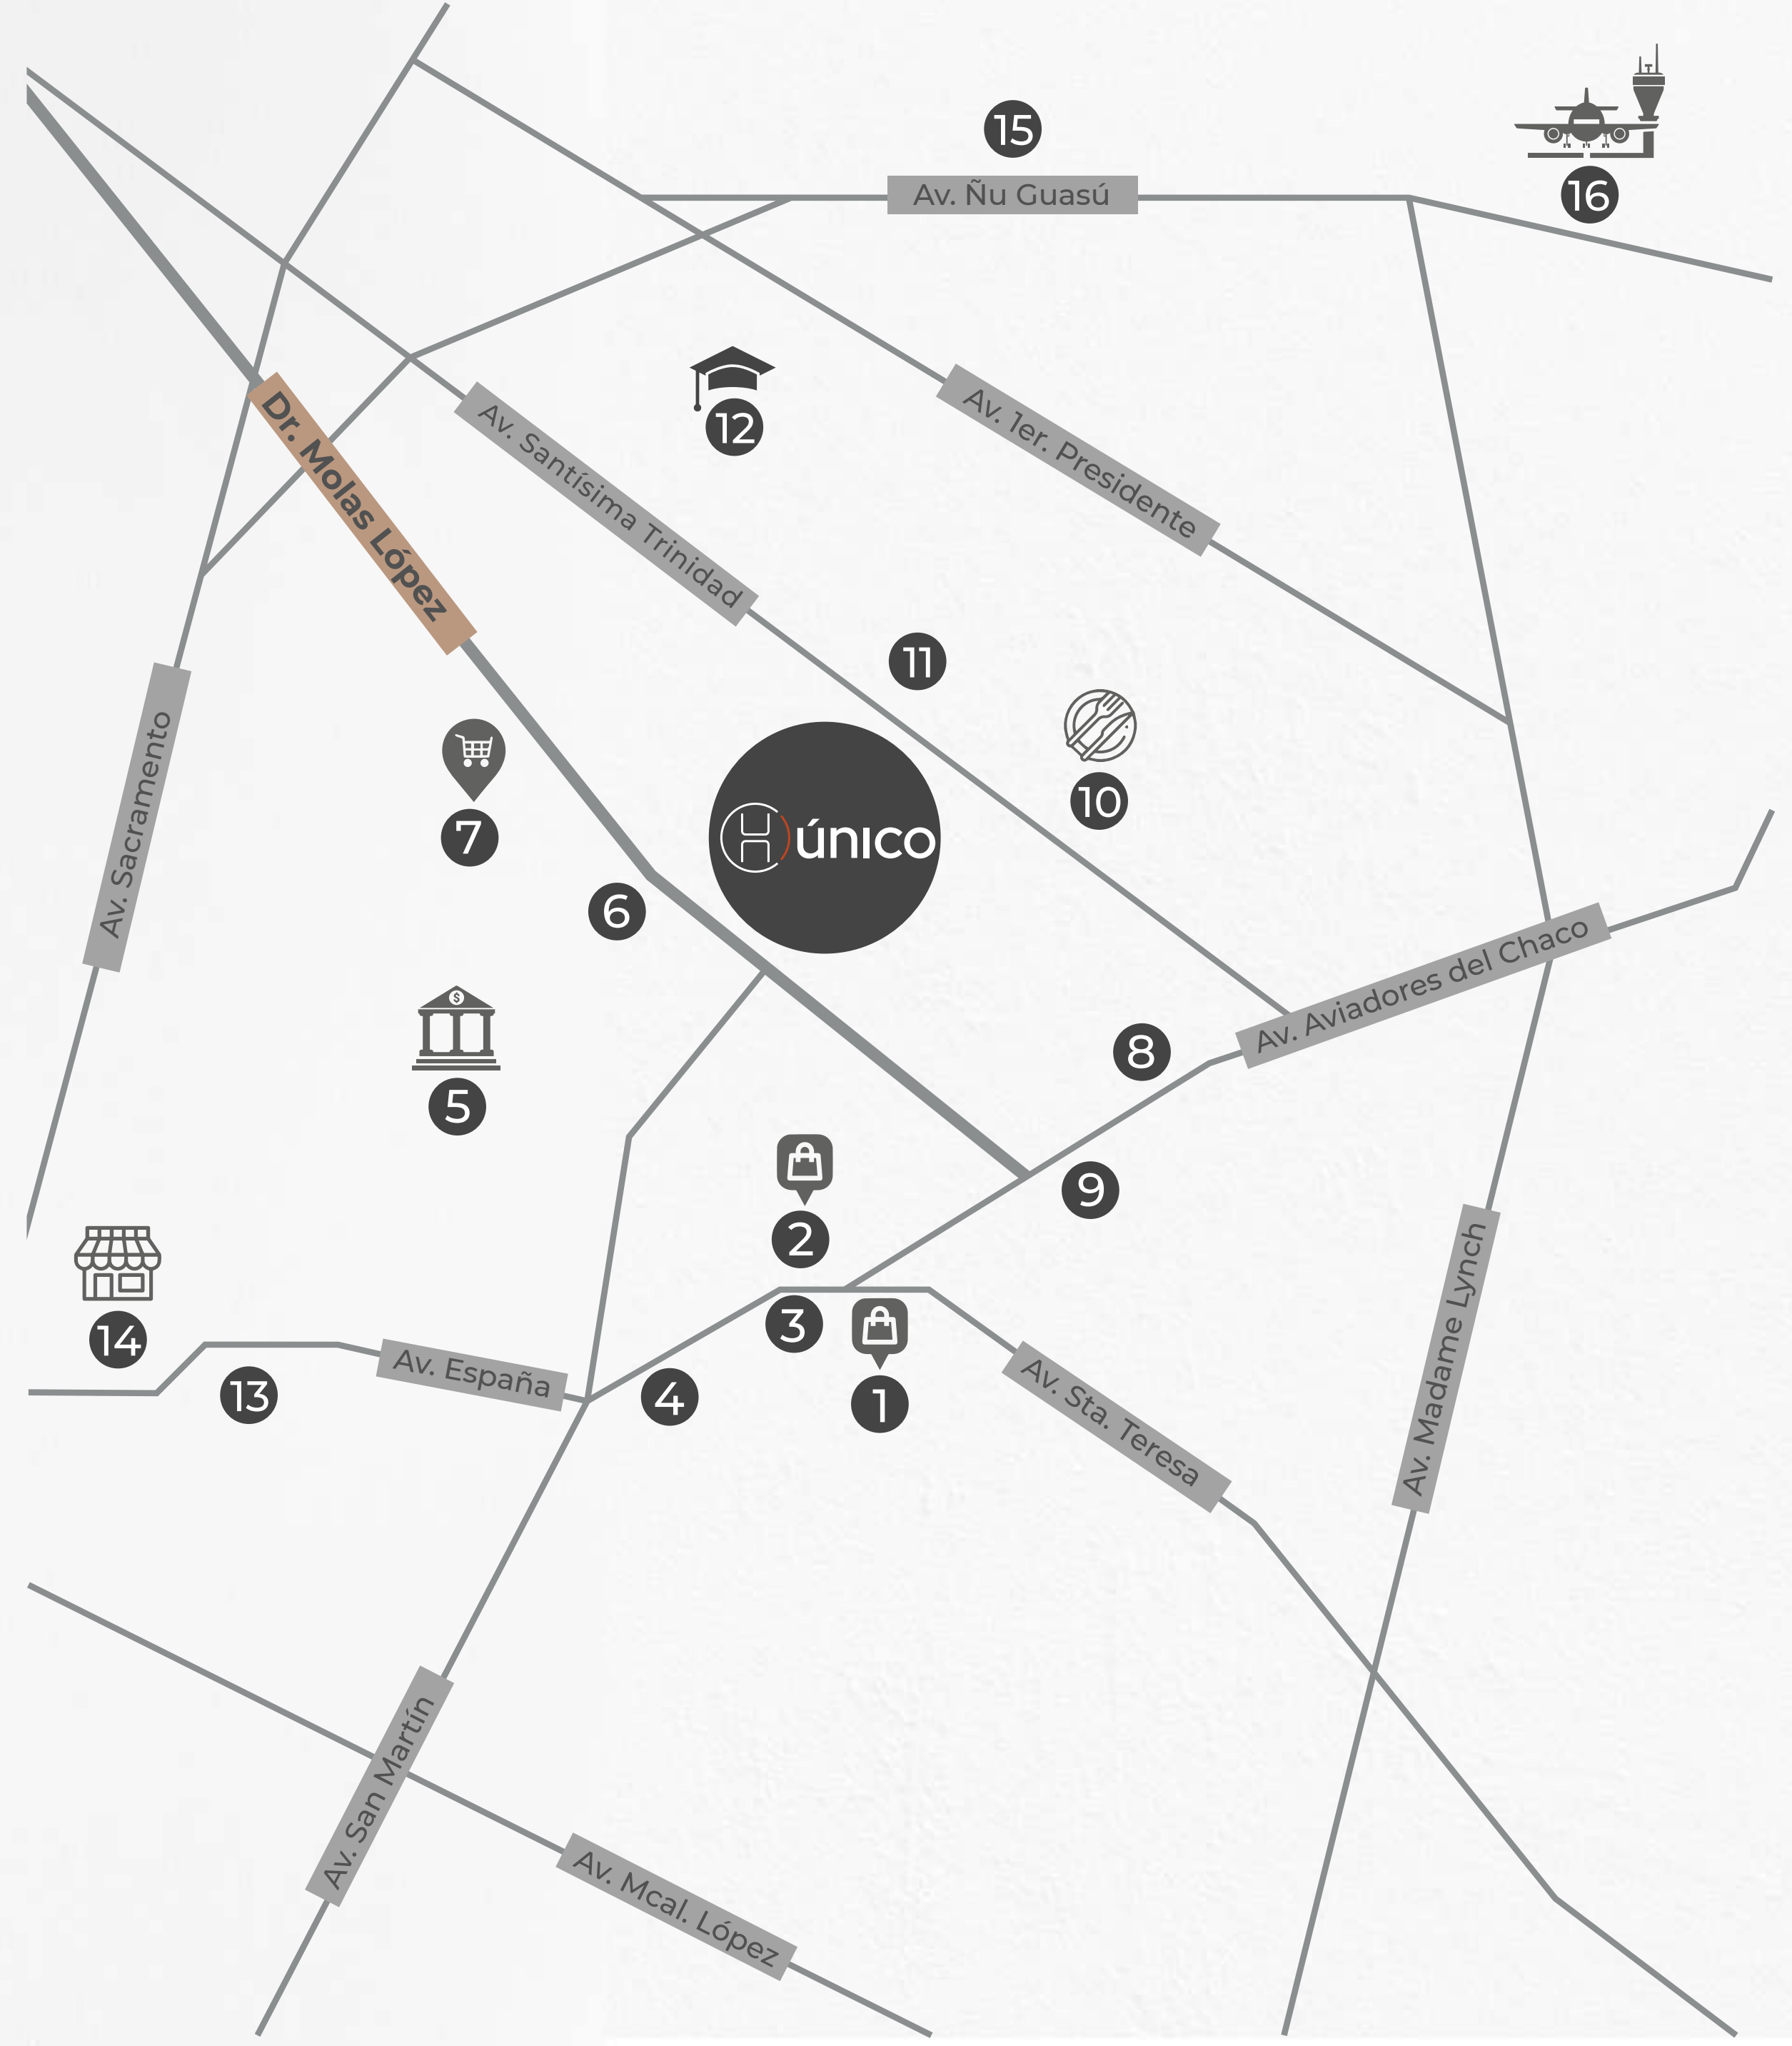 15
Av. Ñu Guasú
16
12
Av. 1er. Presidente
Dr. Molas López
Av. Santísima Trinidad
11
Av. Sacramento
7
10
único
6
Av. Aviadores del Chaco
8
$
5
9
2
Av. Madame Lynch
3
14
Av. España
13
4
1
Av. Sta. Teresa
Av. San Martín
Av. Mcal. López